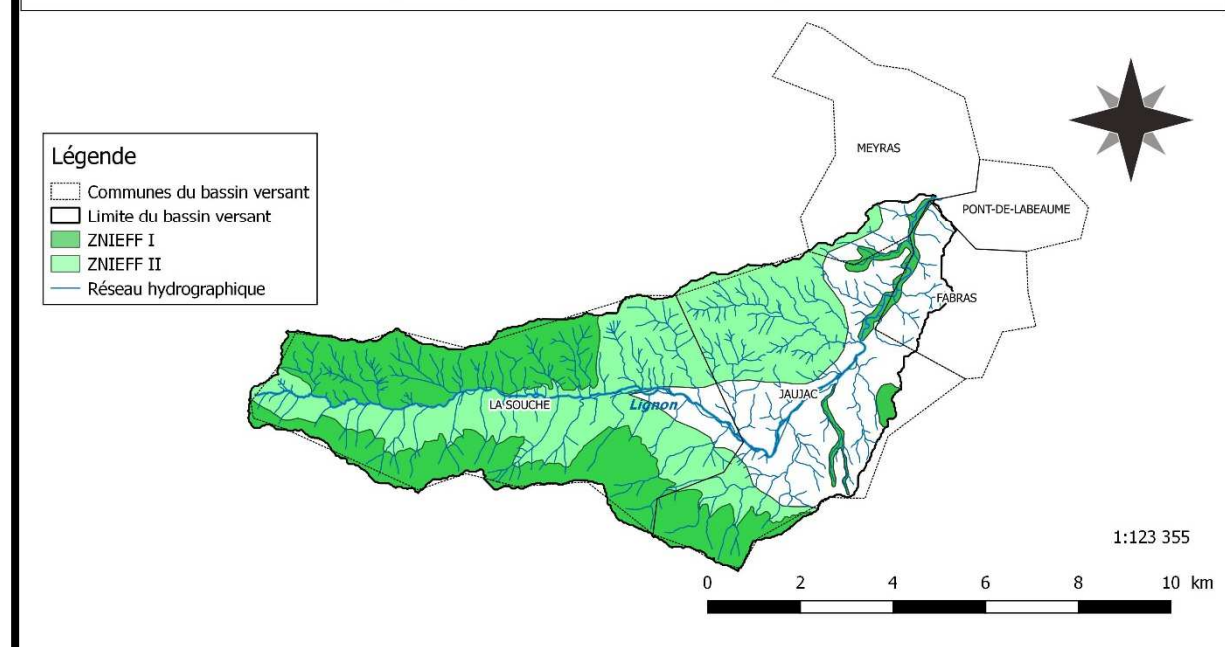 MEYRAS
Légende
Communes du bassin versant
Limite du bassin versant
ZNIEFF I
ZNIEFF II
Réseau hydrographique
PONT-DE-LABEAUME
FABRAS
LA SOUCHE
Lignon
JAUJAC
1:123 355
0 2 4 6 8 10 km